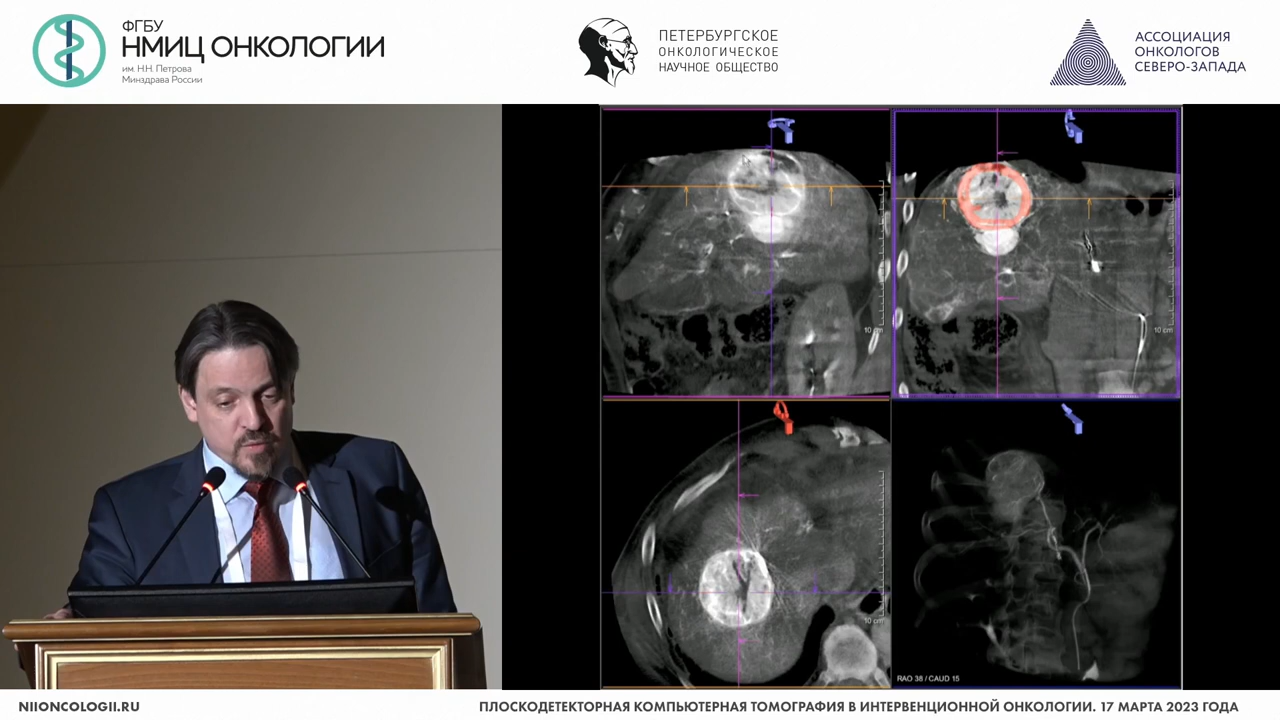 ФГБУ
НМИЦ ОНКОЛОГИИ
им. Н.Н. Петрова
Минздрава России
ПЕТЕРБУРГСКОЕ
ОНКОЛОГИЧЕСКОЕ
НАУЧНОЕ ОБЩЕСТВО
АССОЦИАЦИЯ
ОНКОЛОГОВ
СЕВЕРО-ЗАПАДА
10 cm
10 cm
10 cm
RAO 38 / CAUD 15
NIIONCOLOGII.RU
ПЛОСКОДЕТЕКТОРНАЯ КОМПЬЮТЕРНАЯ ТОМОГРАФИЯ В ИНТЕРВЕНЦИОННОЙ ОНКОЛОГИИ. 17 МАРТА 2023 ГОДА